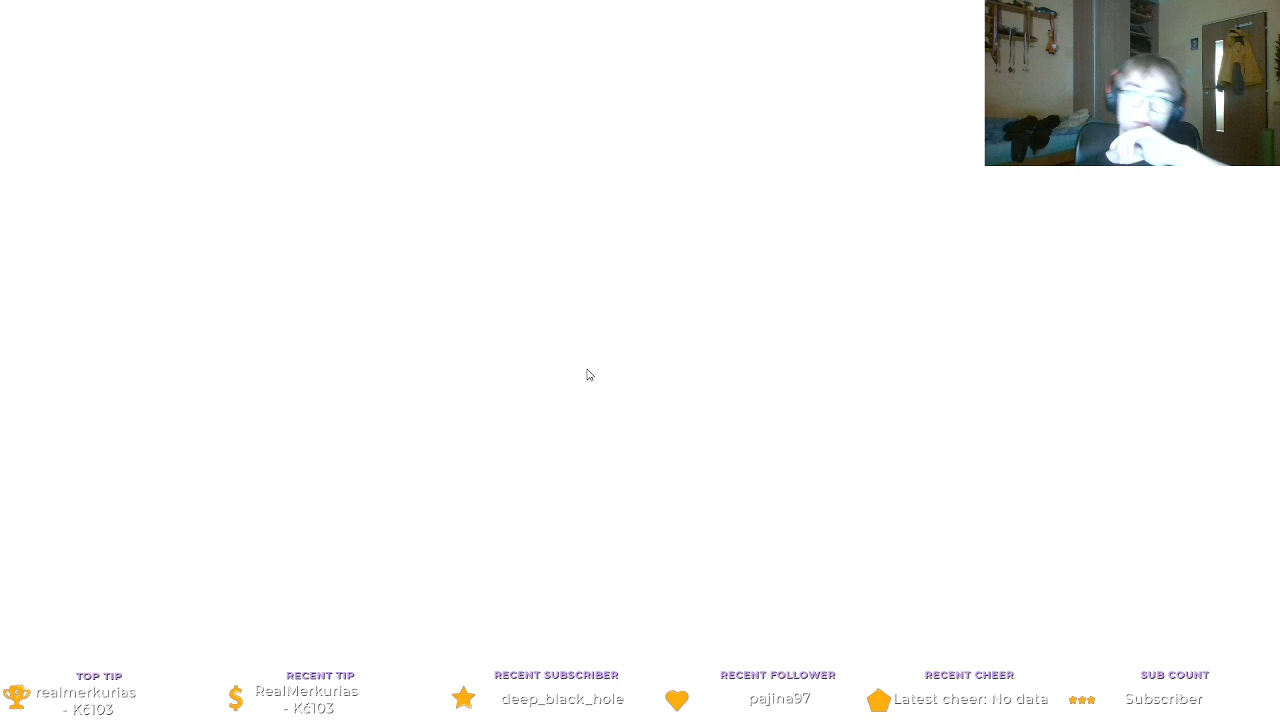 TOP TIP
realmerkurias
- Kč103
RECENT TIP
RealMerkurias
- Kč103
RECENT SUBSCRIBER
deep_black_hole
RECENT FOLLOWER
pajina97
RECENT CHEER
Latest cheer: No data
SUB COUNT
Subscriber